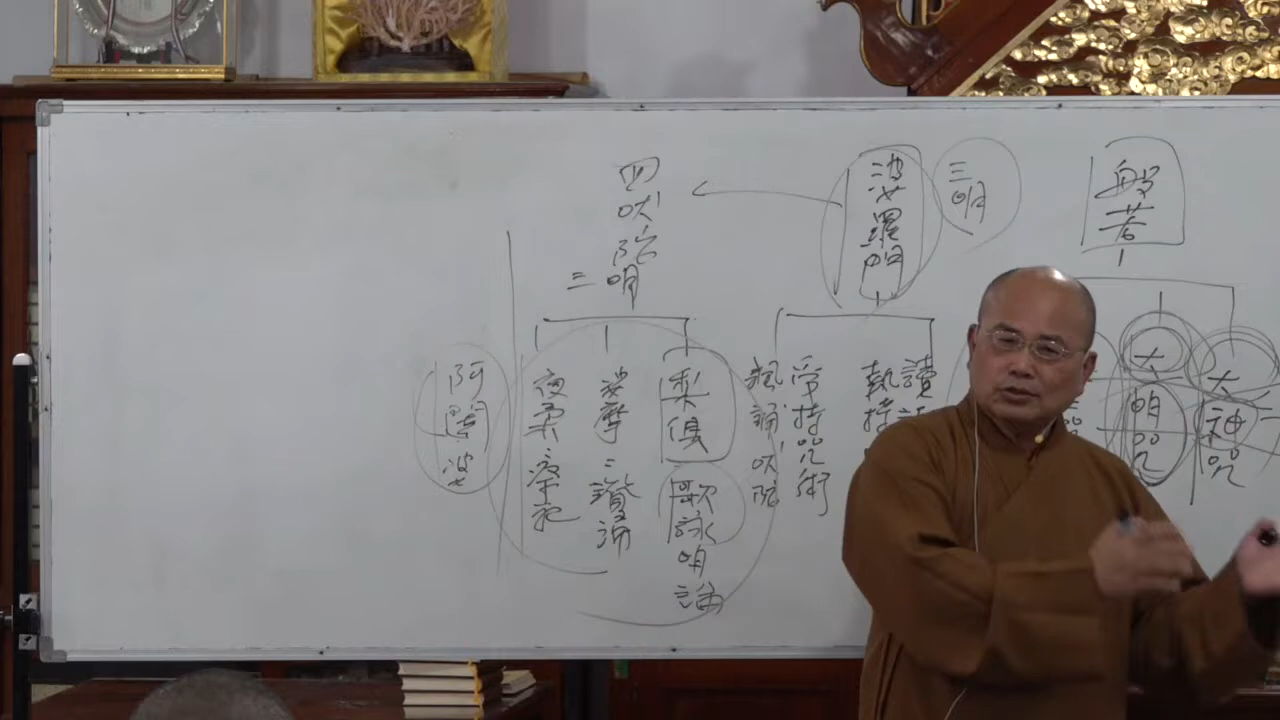 般若
大神咒
大明咒
三明
婆羅門
讀
執持
受持咒術
諷誦吠陀
四吠陀
三明
梨俱
歌詠明論
娑摩:讚誦
夜柔:祭祀
阿闥婆